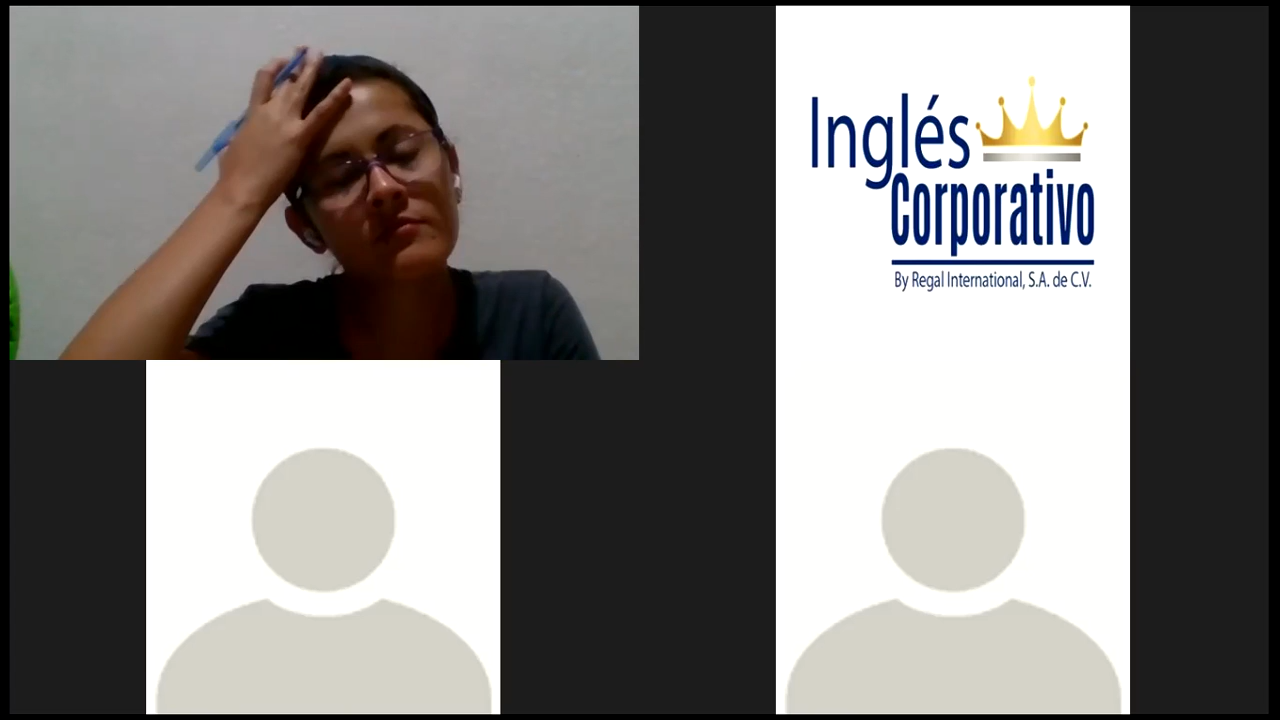 Inglés
Corporativo
By Regal International, S.A. de C.V.